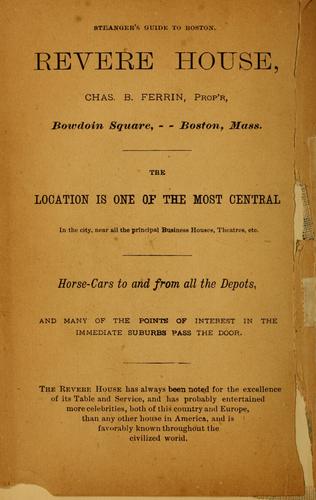 STRANGER'S GUIDE TO BOSTON.
REVERE HOUSE,
CHAS. B. FERRIN, PROP'R,
Bowdoin Square, - - Boston, Mass.
THE
LOCATION IS ONE OF THE MOST CENTRAL
In the city, near all the principal Business Houses, Theatres, etc.
Horse-Cars to and from all the Depots,
AND MANY OF THE POINTS OF INTEREST IN THE
IMMEDIATE SUBURBS PASS THE DOOR.
THE REVERE HOUSE has always been noted for the excellence
of its Table and Service, and has probably entertained
more celebrities, both of this country and Europe,
than any other house in America, and is
favorably known throughout the
civilized world.